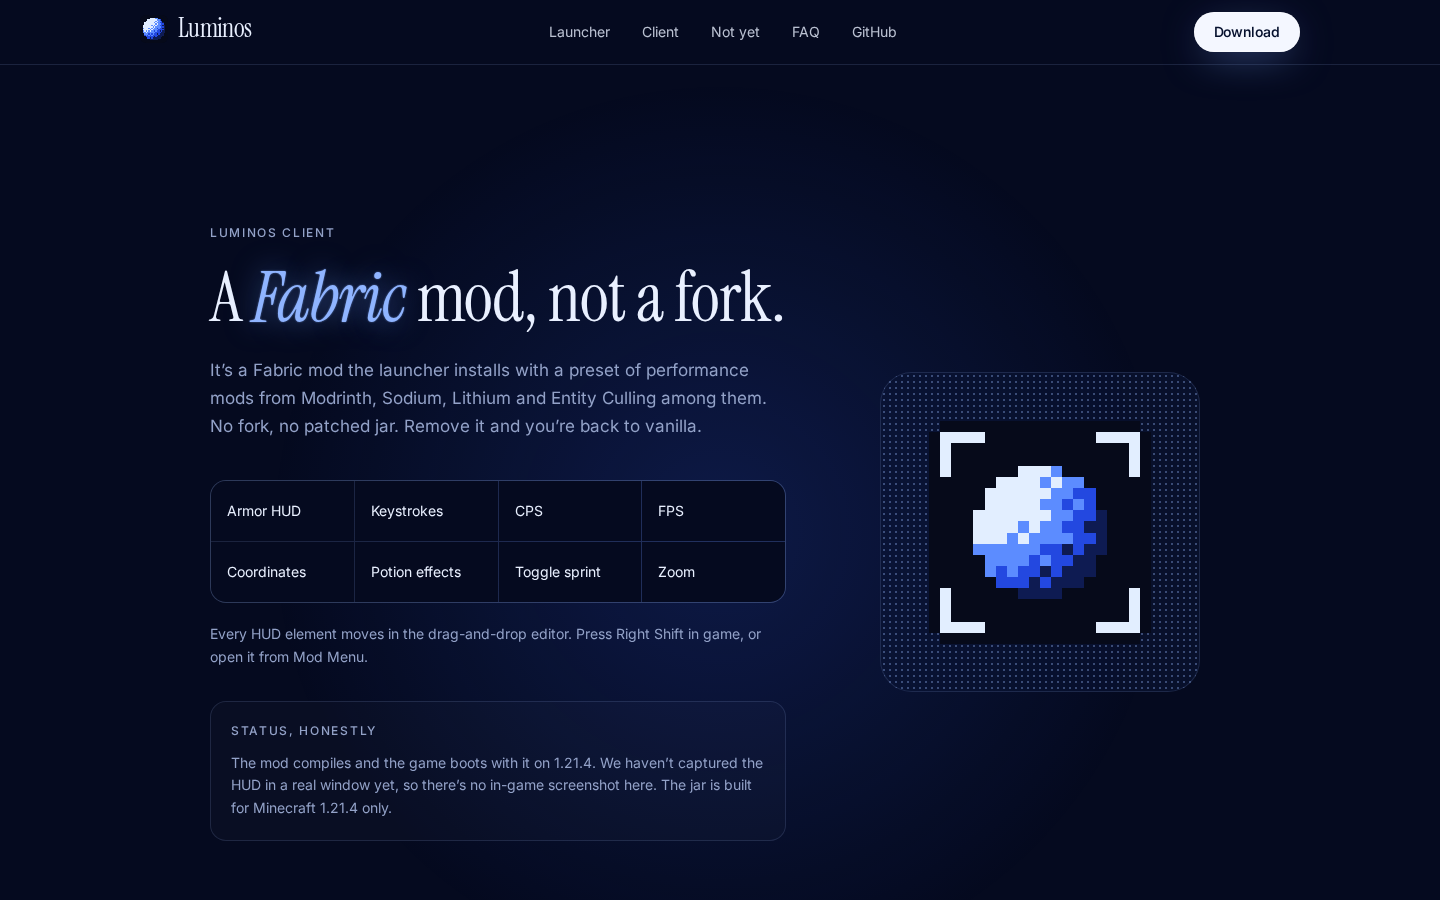 Luminos
Launcher
Client
Not yet
FAQ
GitHub
Download
LUMINOS CLIENT
A Fabric mod, not a fork.
It’s a Fabric mod the launcher installs with a preset of performance
mods from Modrinth, Sodium, Lithium and Entity Culling among them.
No fork, no patched jar. Remove it and you’re back to vanilla.
Armor HUD
Keystrokes
CPS
FPS
Coordinates
Potion effects
Toggle sprint
Zoom
Every HUD element moves in the drag-and-drop editor. Press Right Shift in game, or
open it from Mod Menu.
STATUS, HONESTLY
The mod compiles and the game boots with it on 1.21.4. We haven’t captured the
HUD in a real window yet, so there’s no in-game screenshot here. The jar is built
for Minecraft 1.21.4 only.